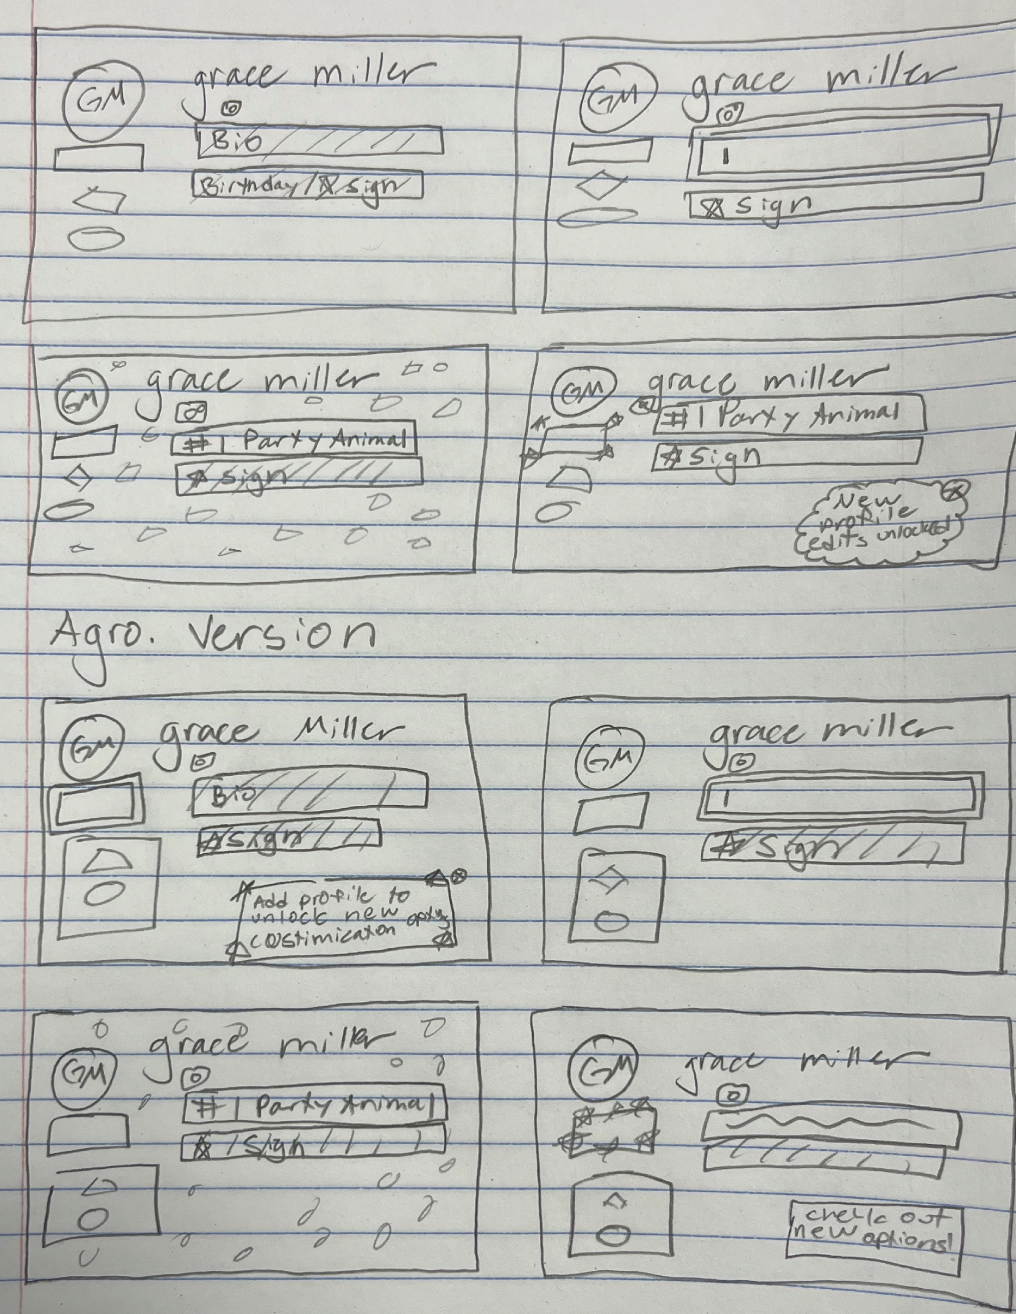 GM
grace miller
Bio
Birthday/☆ sign
GM
grace miller
☆ sign
GM
grace miller
#1 Party Animal
☆ sign
GM
grace miller
#1 Party Animal
☆ sign
New
profile
edits unlocked!
Agro. Version
GM
grace Miller
Bio
☆ sign
Add profile to
unlock new
costimization
GM
grace miller
☆ sign
GM
grace miller
#1 Party Animal
☆ sign
GM
grace miller
check out
new options!